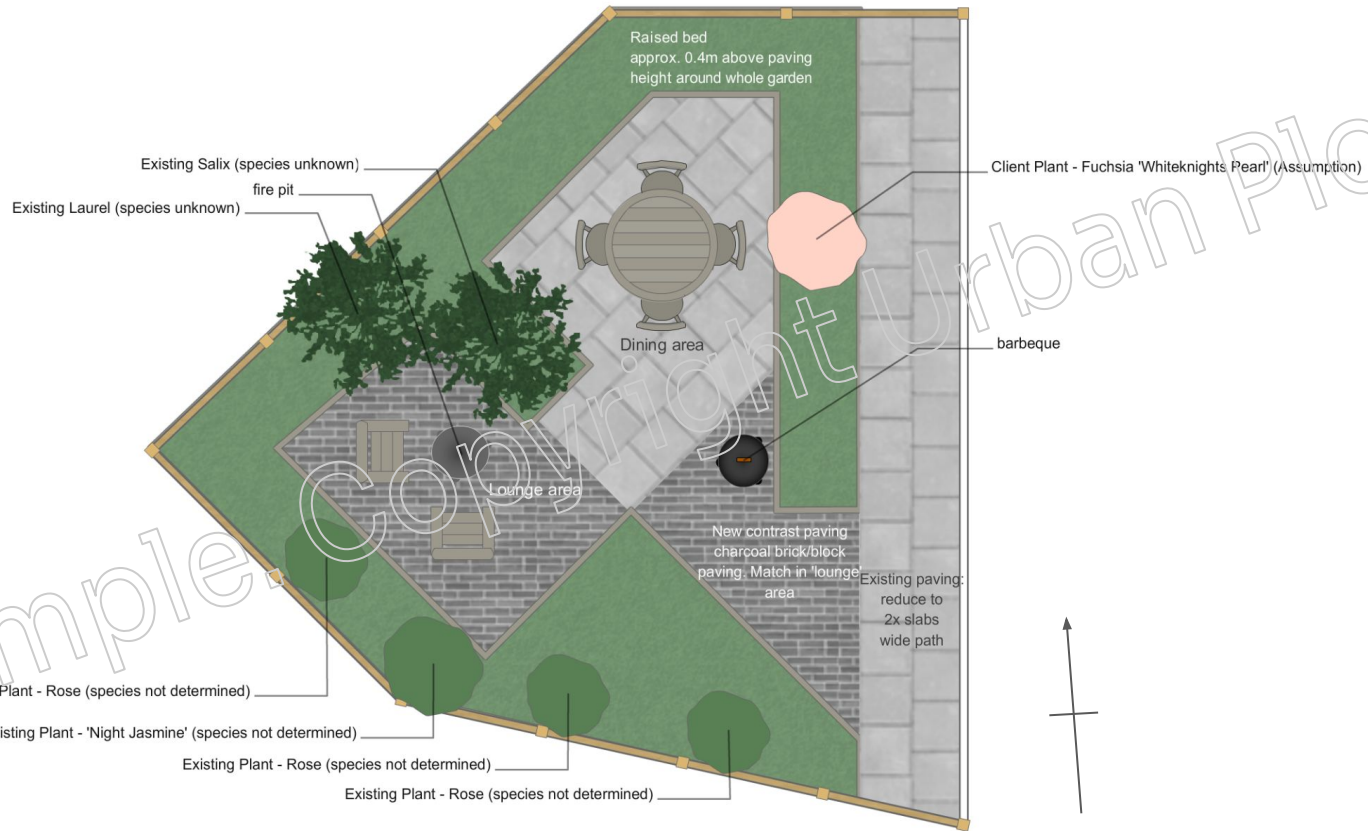 Raised bed
approx. 0.4m above paving
height around whole garden
Existing Salix (species unknown)
fire pit
Existing Laurel (species unknown)
Client Plant - Fuchsia 'Whiteknights Pearl' (Assumption)
Dining area
barbeque
Lounge area
New contrast paving
charcoal brick/block
paving. Match in 'lounge'
area
Existing paving:
reduce to
2x slabs
wide path
Plant - Rose (species not determined)
isting Plant - 'Night Jasmine' (species not determined)
Existing Plant - Rose (species not determined)
Existing Plant - Rose (species not determined)
mple. Copyright Urban Plo